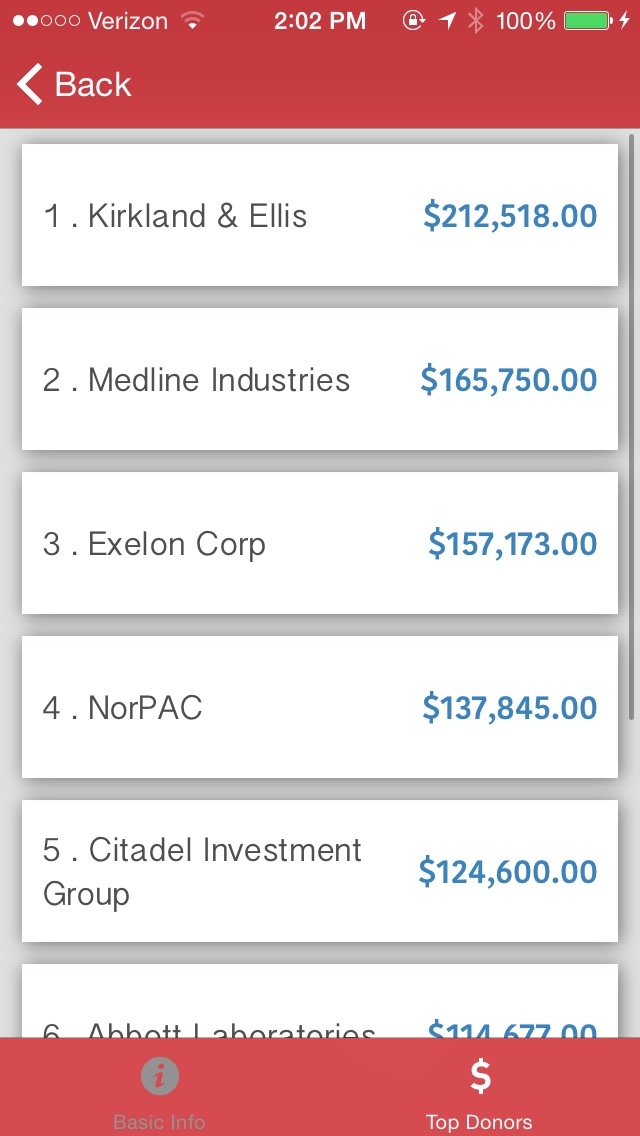 Verizon 2:02 PM 100%
Back
1 . Kirkland & Ellis $212,518.00
2 . Medline Industries $165,750.00
3 . Exelon Corp $157,173.00
4 . NorPAC $137,845.00
5 . Citadel Investment
Group $124,600.00
6 . Abbott Laboratories $114,677.00
Basic Info Top Donors